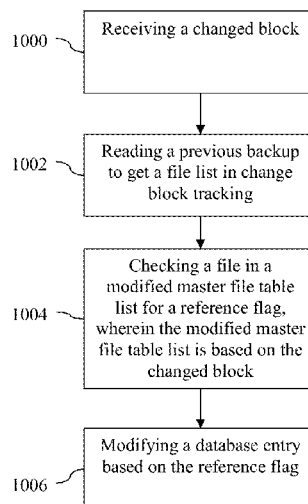 1000
Receiving a changed block
1002
Reading a previous backup
to get a file list in change
block tracking
1004
Checking a file in a
modified master file table
list for a reference flag,
wherein the modified master
file table list is based on the
changed block
1006
Modifying a database entry
based on the reference flag